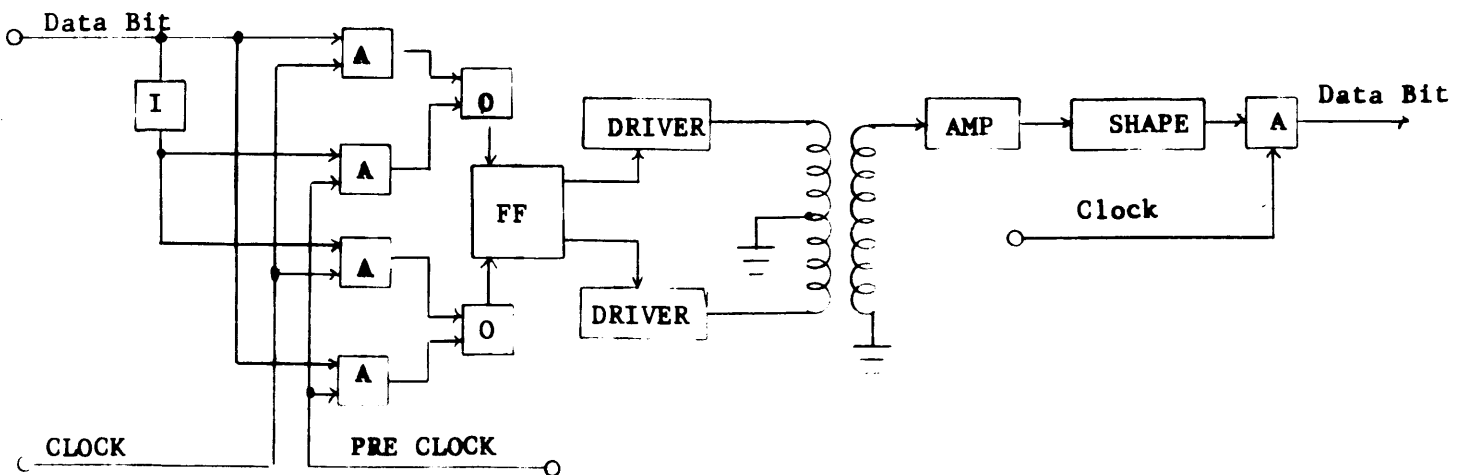 Data Bit
A
I
O
A
FF
A
O
A
CLOCK
PRE CLOCK
DRIVER
DRIVER
AMP
SHAPE
A
Data Bit
Clock